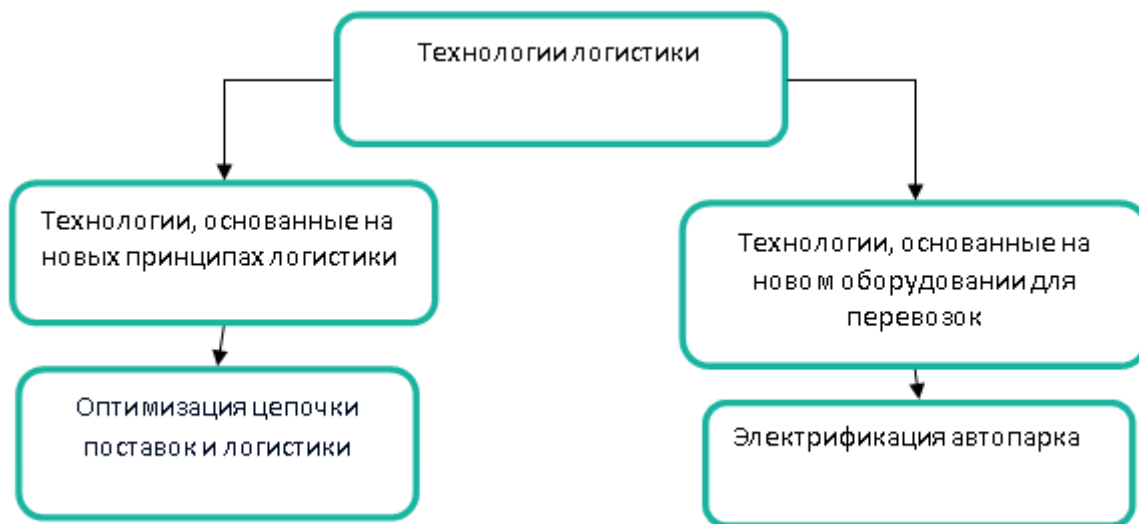 Технологии логистики
Технологии, основанные на
новых принципах логистики
Технологии, основанные на
новом оборудовании для
перевозок
Оптимизация цепочки
поставок и логистики
Электрификация автопарка